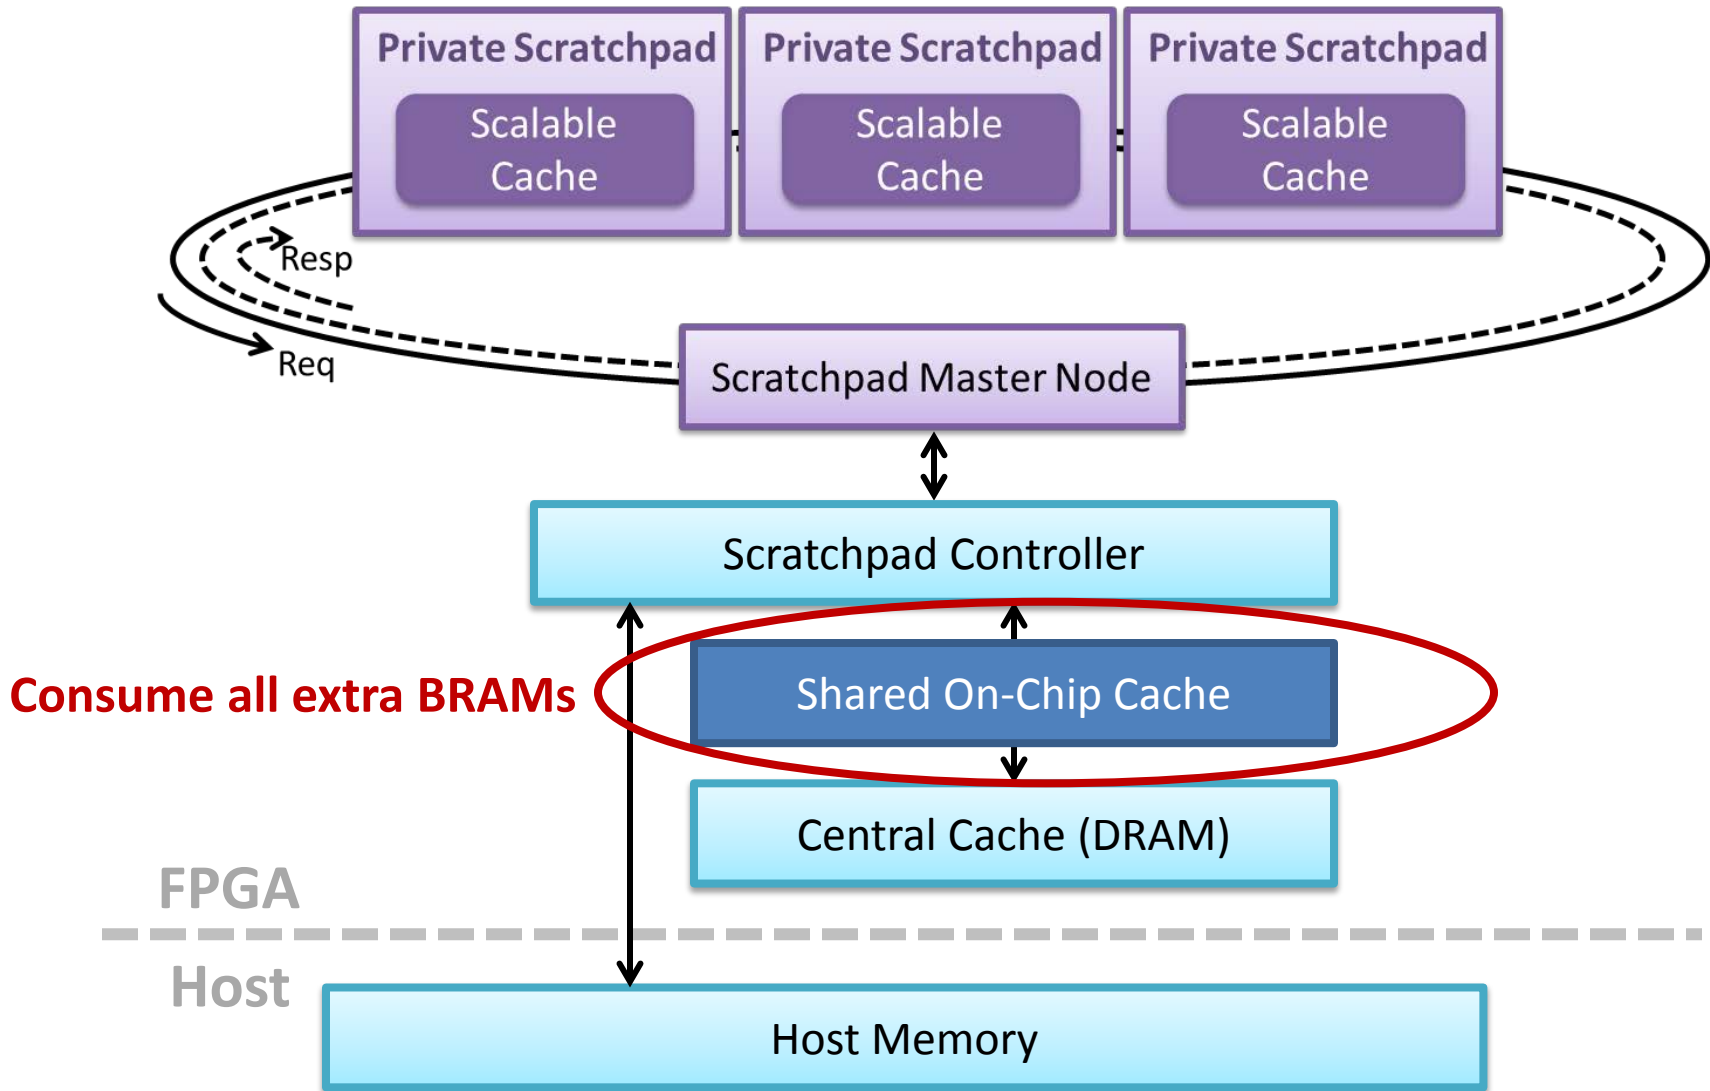 Private Scratchpad
Scalable
Cache
Private Scratchpad
Scalable
Cache
Private Scratchpad
Scalable
Cache
Resp
Req
Scratchpad Master Node
Scratchpad Controller
Consume all extra BRAMs
Shared On-Chip Cache
Central Cache (DRAM)
FPGA
Host
Host Memory